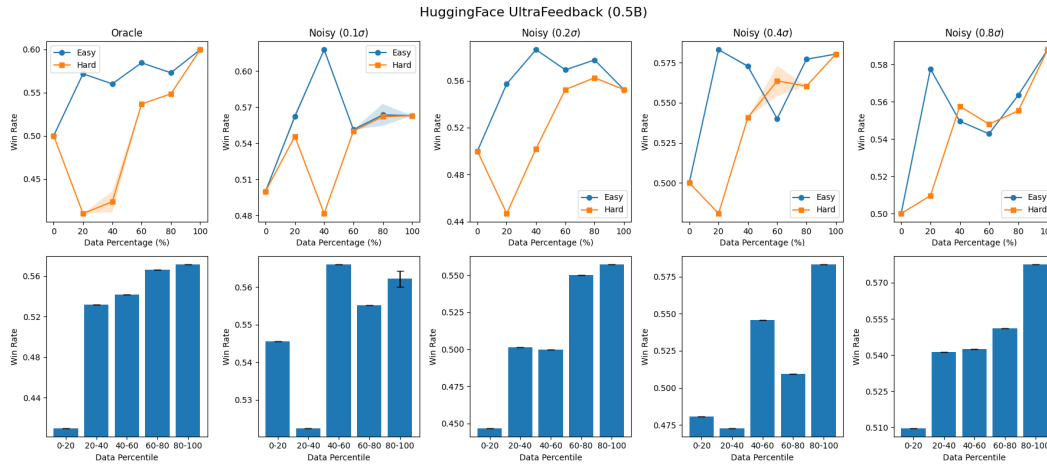 HuggingFace UltraFeedback (0.5B)
Oracle
Noisy (0.1σ)
Noisy (0.2σ)
Noisy (0.4σ)
Noisy (0.8σ)
Win Rate
0.60
0.55
0.50
0.45
Easy
Hard
0 20 40 60 80 100
Data Percentage (%)
Win Rate
0.60
0.57
0.54
0.51
0.48
Easy
Hard
0 20 40 60 80 100
Data Percentage (%)
Win Rate
0.56
0.52
0.48
0.44
Easy
Hard
0 20 40 60 80 100
Data Percentage (%)
Win Rate
0.575
0.550
0.525
0.500
Easy
Hard
0 20 40 60 80 100
Data Percentage (%)
Win Rate
0.58
0.56
0.54
0.52
0.50
Easy
Hard
0 20 40 60 80
Data Percentage (%)
Win Rate
0.56
0.52
0.48
0.44
0-20 20-40 40-60 60-80 80-100
Data Percentile
Win Rate
0.56
0.55
0.54
0.53
0-20 20-40 40-60 60-80 80-100
Data Percentile
Win Rate
0.550
0.525
0.500
0.475
0.450
0-20 20-40 40-60 60-80 80-100
Data Percentile
Win Rate
0.575
0.550
0.525
0.500
0.475
0-20 20-40 40-60 60-80 80-100
Data Percentile
Win Rate
0.570
0.555
0.540
0.525
0.510
0-20 20-40 40-60 60-80 80-100
Data Percentile